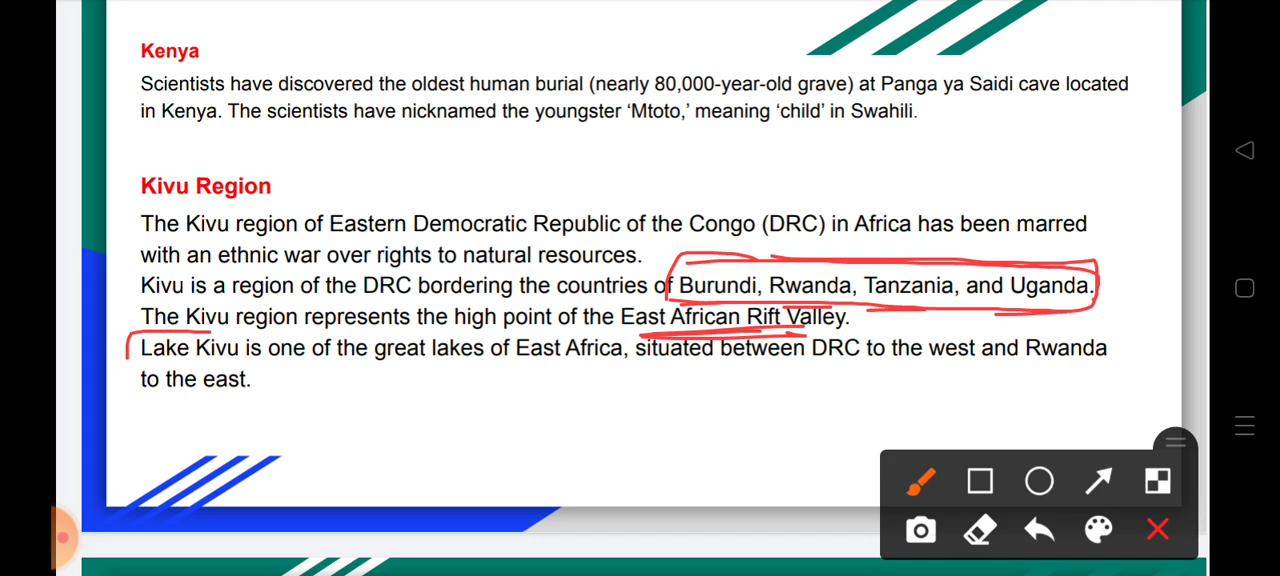 Kenya
Scientists have discovered the oldest human burial (nearly 80,000-year-old grave) at Panga ya Saidi cave located
in Kenya. The scientists have nicknamed the youngster ‘Mtoto,’ meaning ‘child’ in Swahili.
Kivu Region
The Kivu region of Eastern Democratic Republic of the Congo (DRC) in Africa has been marred
with an ethnic war over rights to natural resources.
Kivu is a region of the DRC bordering the countries of Burundi, Rwanda, Tanzania, and Uganda.
The Kivu region represents the high point of the East African Rift Valley.
Lake Kivu is one of the great lakes of East Africa, situated between DRC to the west and Rwanda
to the east.